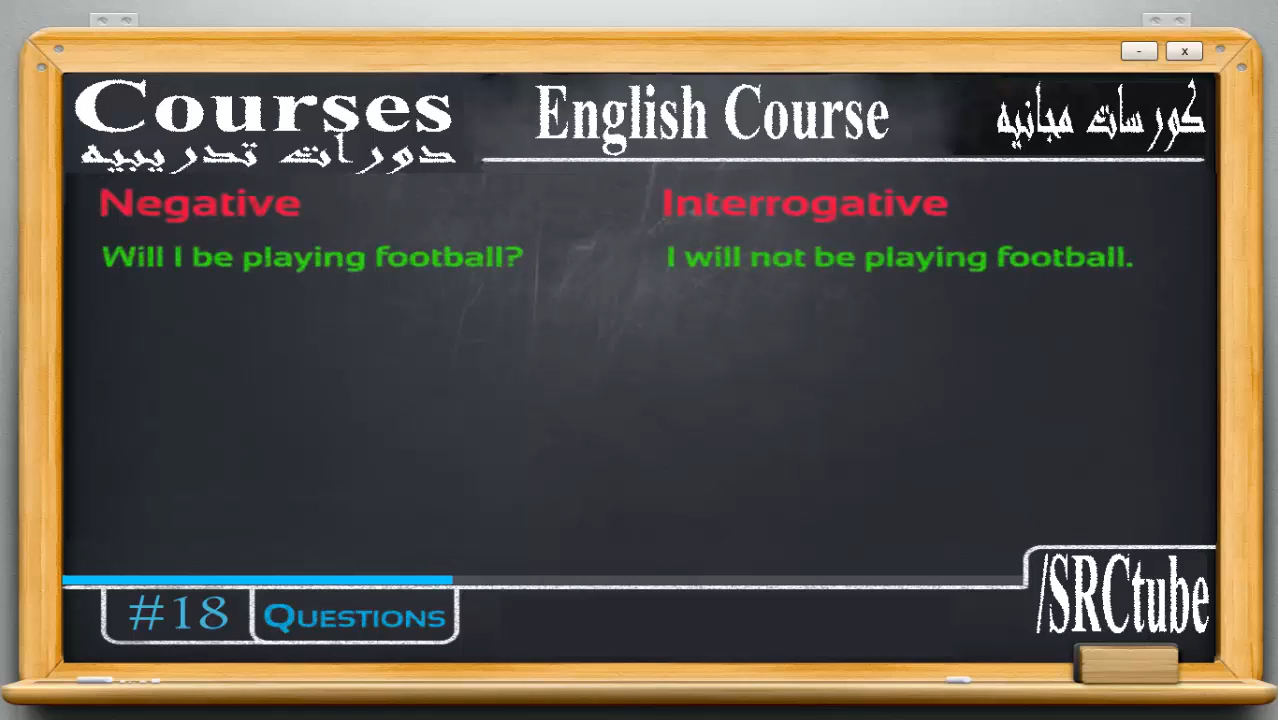 - x
Courses
دورات تدريبيه
English Course
كورسات مجانيه
Negative
Interrogative
Will I be playing football?
I will not be playing football.
#18
QUESTIONS
/SRCtube